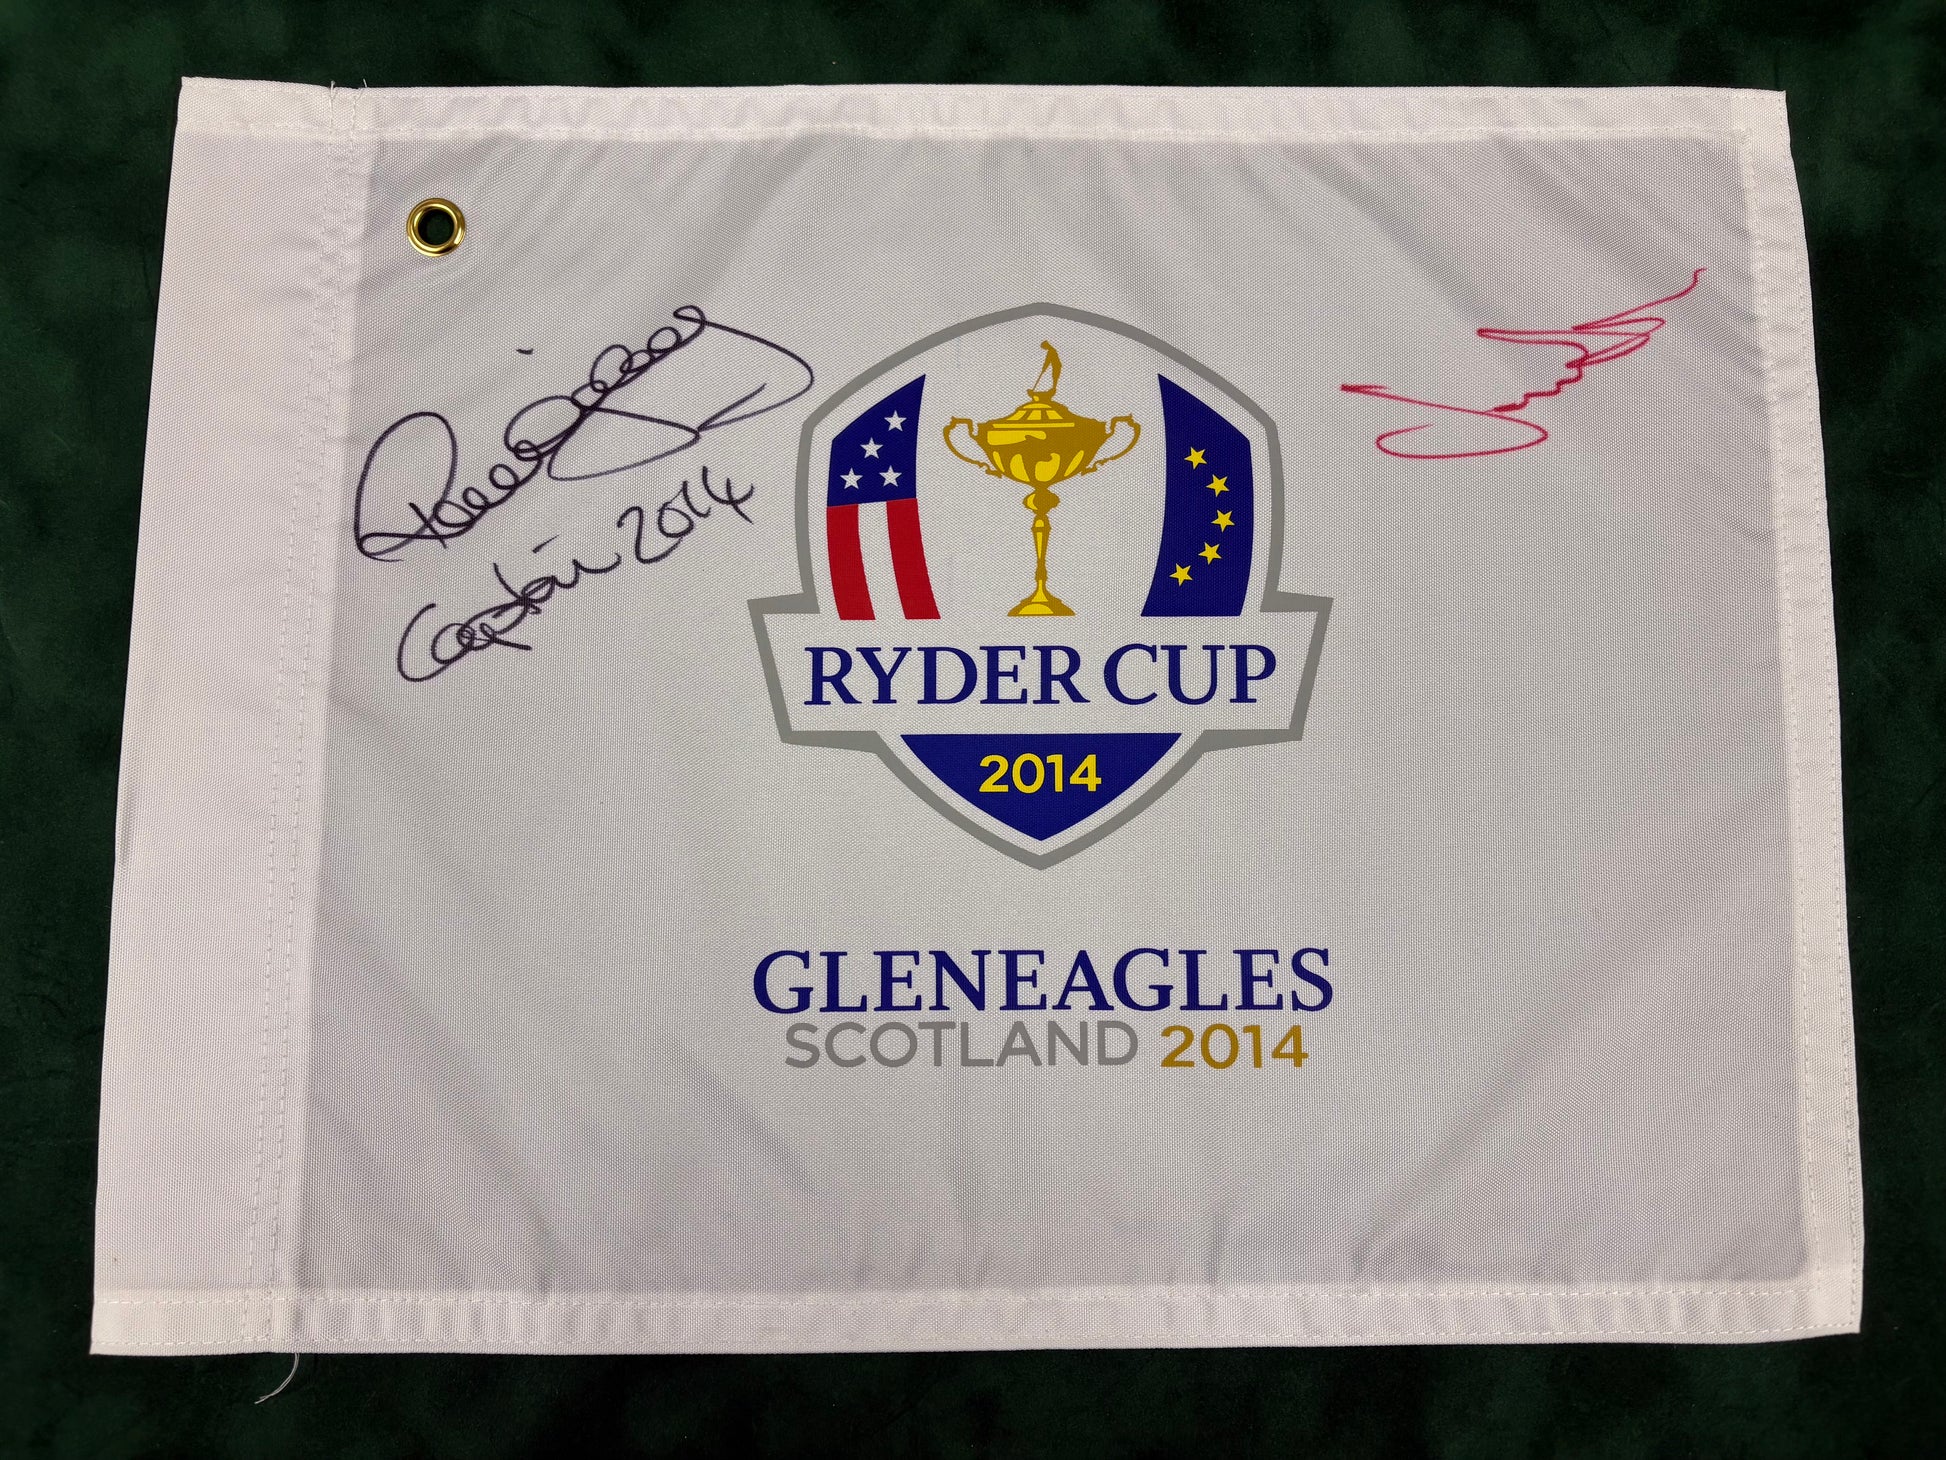 Captain 2014
RYDER CUP
2014
GLENEAGLES
SCOTLAND 2014